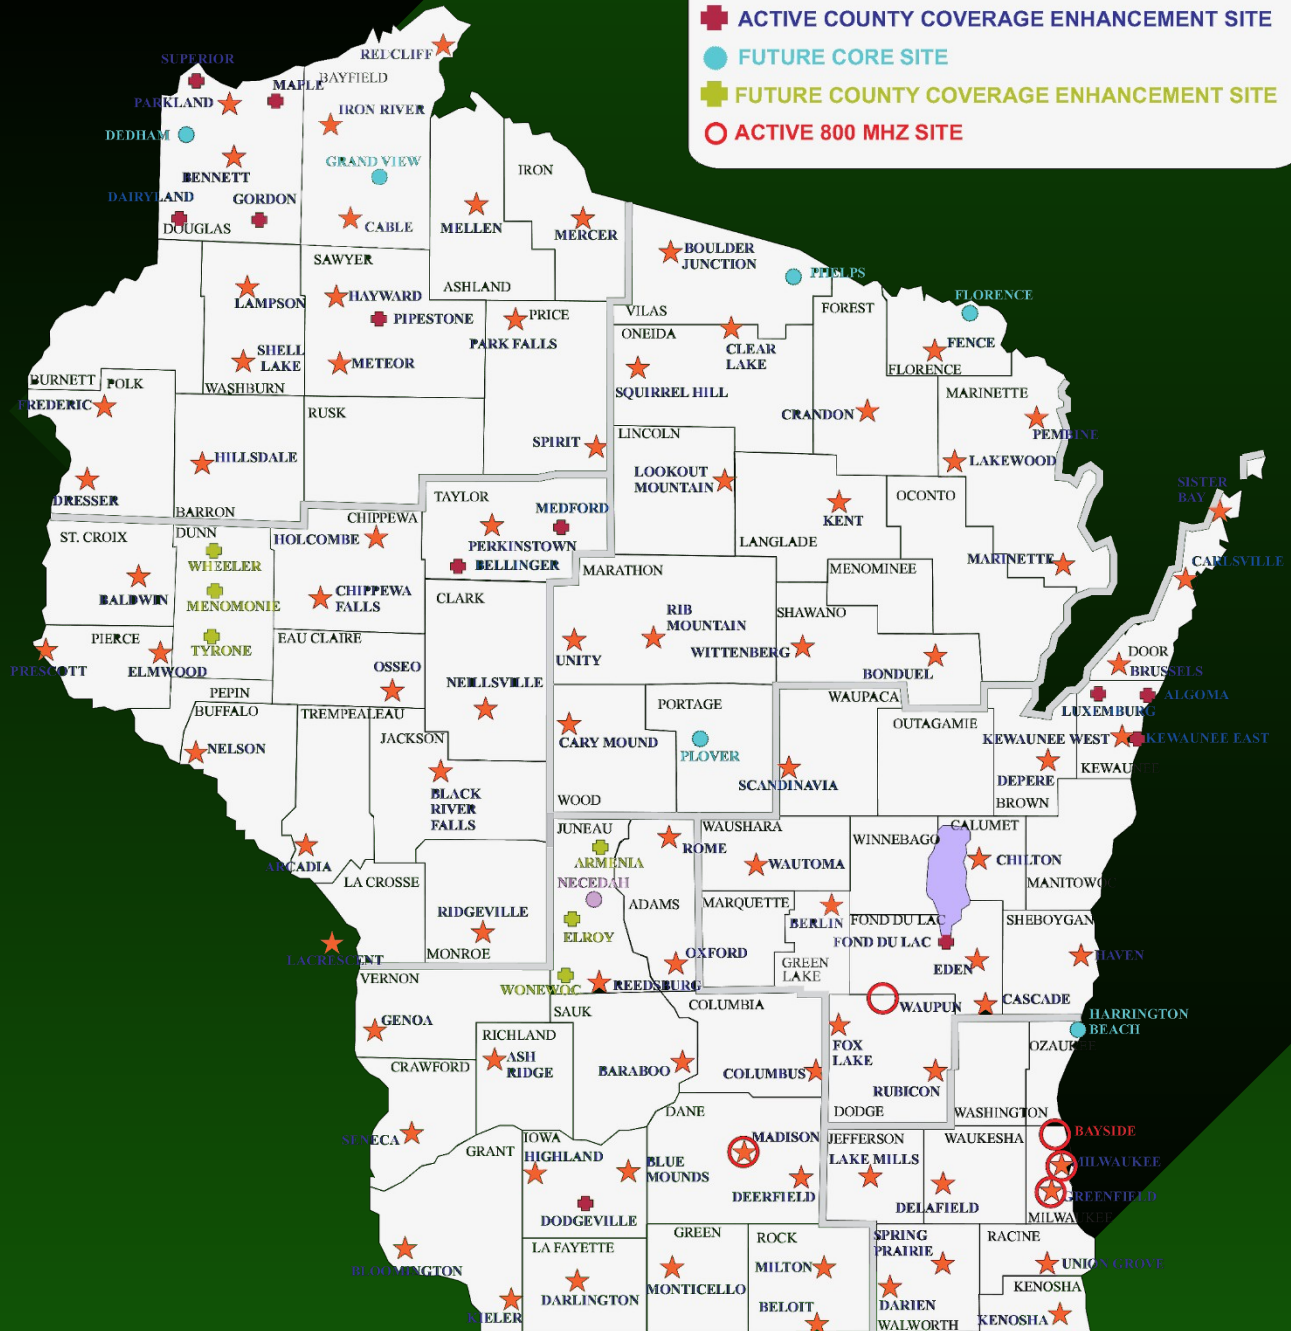 ACTIVE COUNTY COVERAGE ENHANCEMENT SITE
FUTURE CORE SITE
FUTURE COUNTY COVERAGE ENHANCEMENT SITE
ACTIVE 800 MHZ SITE
REDCLIFF
SUPERIOR
BAYFIELD
MAPLE
PARKLAND
IRON RIVER
DEDHAM
GRAND VIEW
IRON
BENNETT
DAIRYLAND
GORDON
DOUGLAS
CABLE
MELLEN
MERCER
BOULDER
JUNCTION
SAWYER
PHELPS
ASHLAND
LAMPSON
HAYWARD
FLORENCE
VILAS
FOREST
PIPESTONE
PRICE
ONEIDA
PARK FALLS
FENCE
SHELL
LAKE
METEOR
CLEAR
LAKE
FLORENCE
BURNETT
POLK
WASHBURN
SQUIRREL HILL
MARINETTE
FREDERIC
RUSK
CRANDON
PEMBINE
LINCOLN
SPIRIT
HILLSDALE
LAKEWOOD
LOOKOUT
MOUNTAIN
SISTER
BAY
DRESSER
TAYLOR
OCONTO
BARRON
MEDFORD
CHIPPEWA
KENT
ST. CROIX
DUNN
HOLCOMBE
PERKINSTOWN
LANGLADE
WHEELER
BELLINGER
MARATHON
MENOMINEE
MARINETTE
CARLSVILLE
BALDWIN
MENOMONIE
CHIPPEWA
FALLS
CLARK
SHAWANO
RIB
MOUNTAIN
PIERCE
EAU CLAIRE
TYRONE
UNITY
WITTENBERG
DOOR
PRESCOTT
ELMWOOD
OSSEO
BONDUEL
BRUSSELS
NEILLSVILLE
PEPIN
BUFFALO
TREMPEALEAU
PORTAGE
WAUPACA
ALGOMA
LUXEMBURG
OUTAGAMIE
JACKSON
CARY MOUND
KEWAUNEE WEST
KEWAUNEE EAST
NELSON
PLOVER
KEWAUNEE
SCANDINAVIA
DEPERE
BLACK
RIVER
FALLS
WOOD
BROWN
JUNEAU
WAUSHARA
CALUMET
WINNEBAGO
ROME
ARCADIA
ARMENIA
WAUTOMA
CHILTON
LA CROSSE
NECEDAH
MANITOWOC
ADAMS
MARQUETTE
RIDGEVILLE
BERLIN
FOND DU LAC
SHEBOYGAN
ELROY
FOND DU LAC
MONROE
OXFORD
HAVEN
LACRESCENT
GREEN
LAKE
EDEN
VERNON
WONEWOC
REEDSBURG
COLUMBIA
WAUPUN
CASCADE
SAUK
HARRINGTON
BEACH
GENOA
RICHLAND
FOX
LAKE
OZAUKEE
ASH
RIDGE
CRAWFORD
BARABOO
COLUMBUS
RUBICON
DANE
DODGE
WASHINGTON
SENECA
IOWA
MADISON
JEFFERSON
WAUKESHA
BAYSIDE
GRANT
HIGHLAND
BLUE
MOUNDS
LAKE MILLS
MILWAUKEE
DEERFIELD
DELAFIELD
GREENFIELD
DODGEVILLE
MILWAUKEE
GREEN
ROCK
SPRING
PRAIRIE
RACINE
LA FAYETTE
BLOOMINGTON
MILTON
UNION GROVE
MONTICELLO
KENOSHA
DARLINGTON
BELOIT
DARIEN
KIELER
WALWORTH
KENOSHA